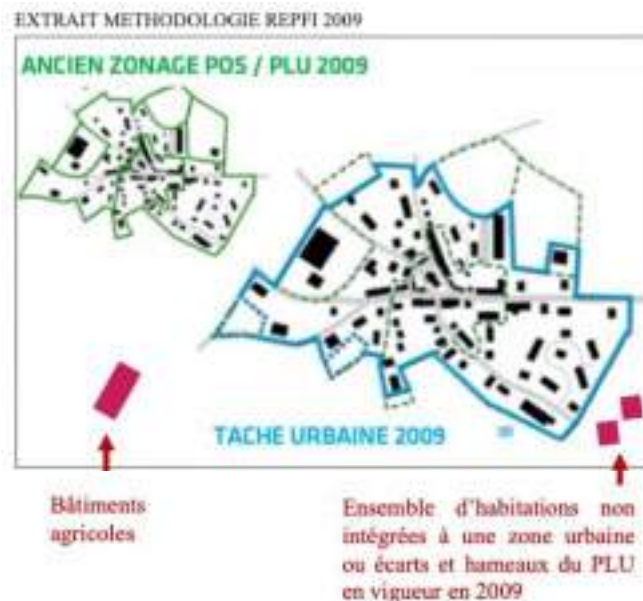 EXTRAIT METHODOLOGIE REPFI 2009
ANCIEN ZONAGE POS / PLU 2009
TACHE URBAINE 2009
Bâtiments
agricoles
Ensemble d'habitations non
intégrées à une zone urbaine
ou écarts et hameaux du PLU
en vigueur en 2009